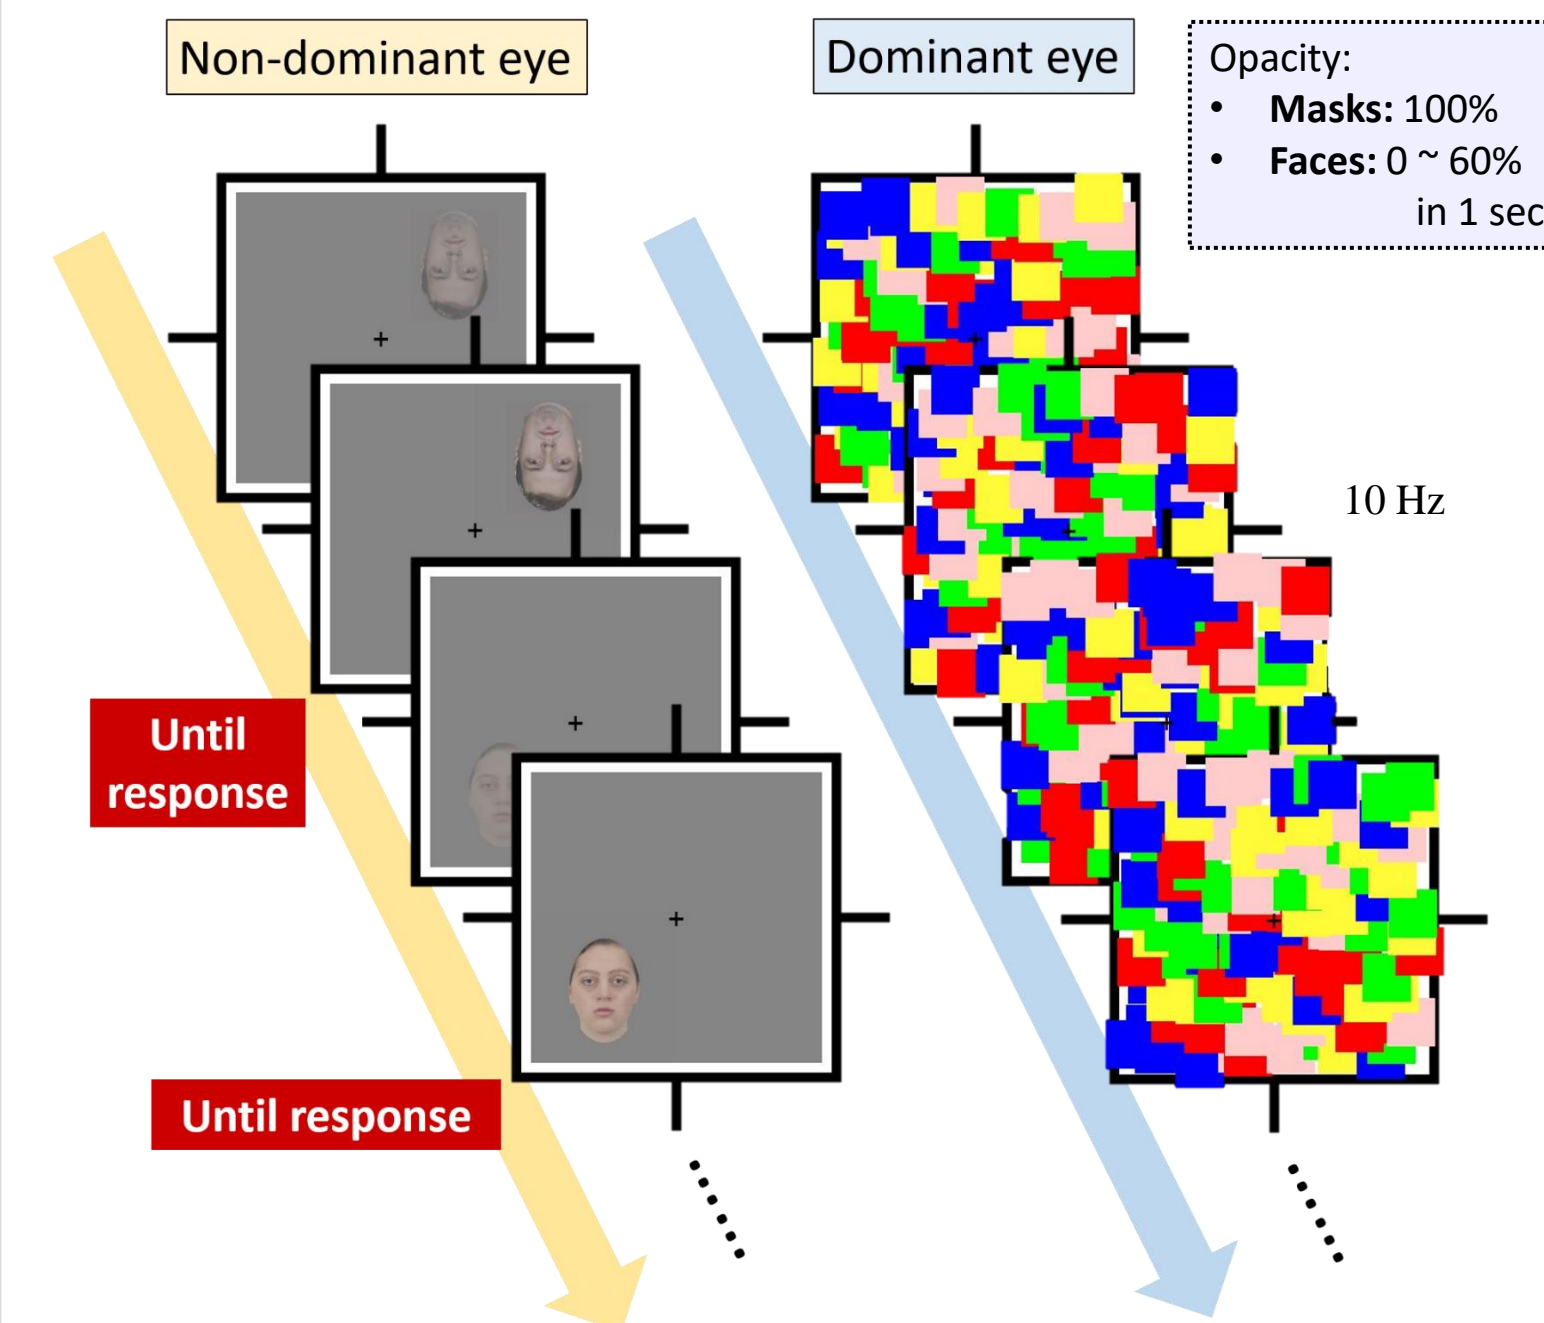 Non-dominant eye
Dominant eye
Opacity:
• Masks: 100%
• Faces: 0 ~ 60%
in 1 sec
10 Hz
Until
response
Until response